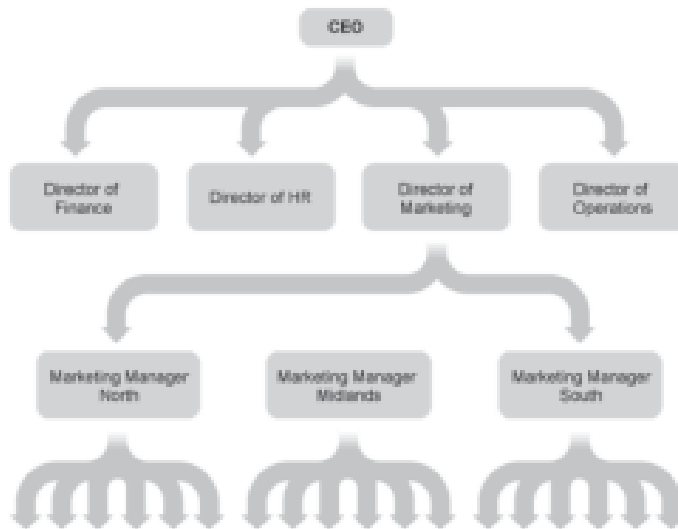 CEO
Director of
Finance
Director of HR
Director of
Marketing
Director of
Operations
Marketing Manager
North
Marketing Manager
Midlands
Marketing Manager
South